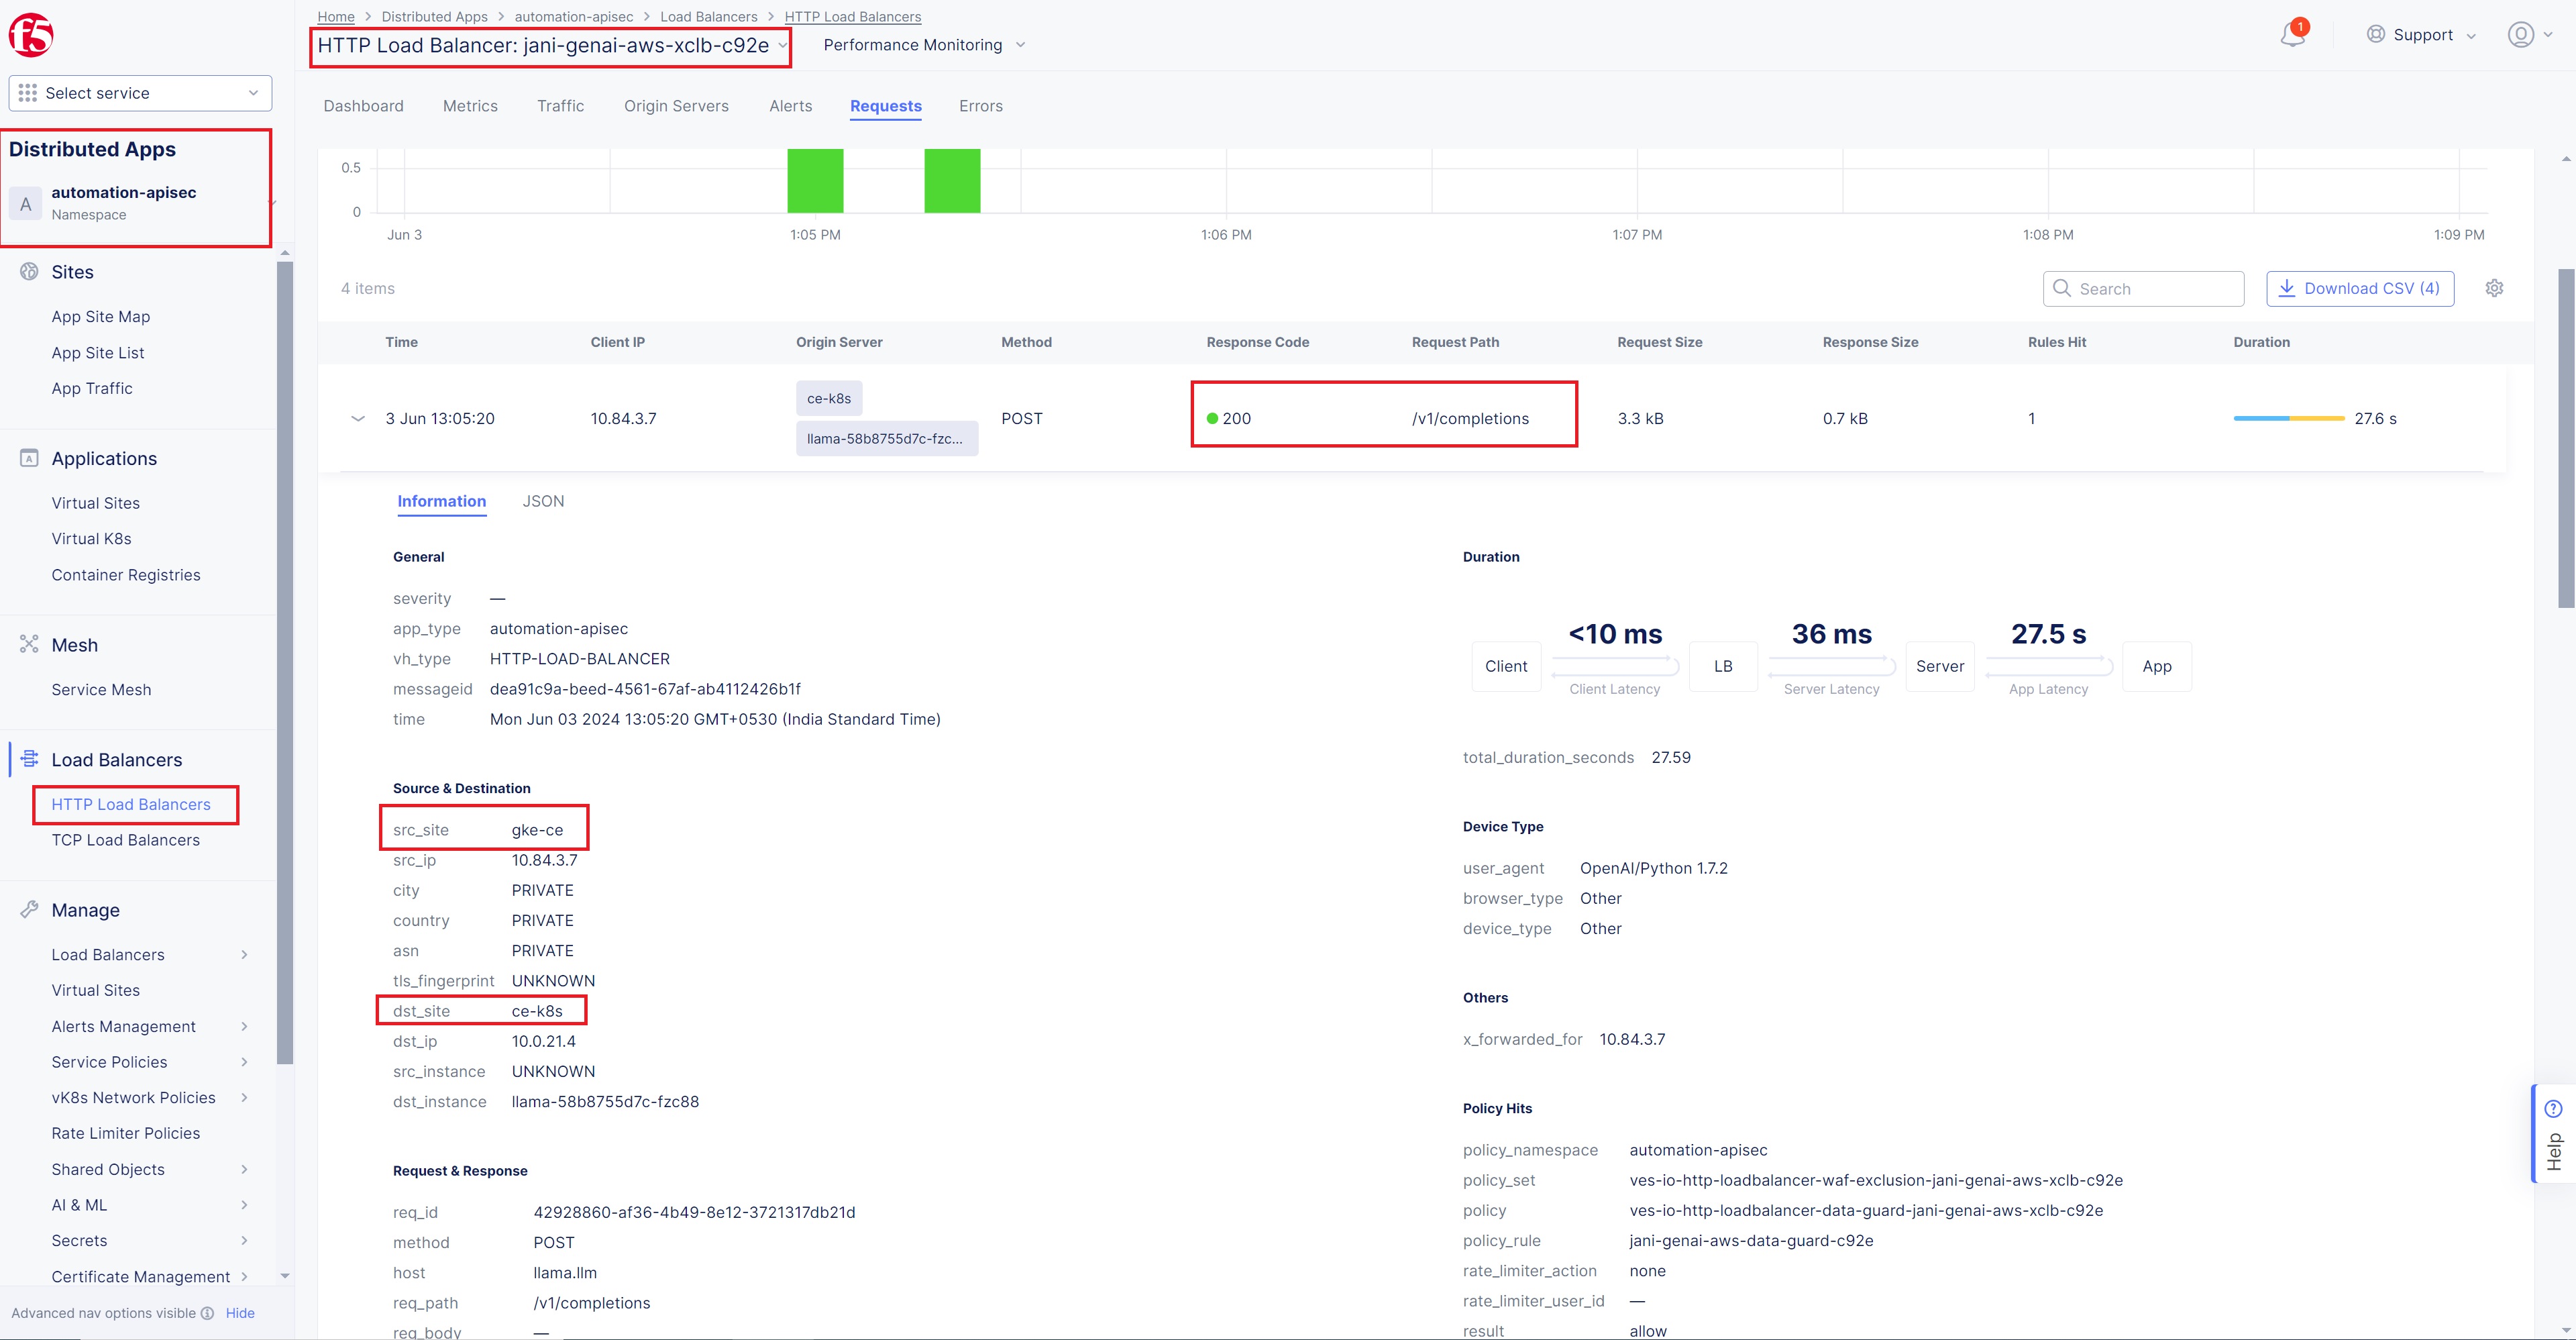 f5
Select service
Distributed Apps
A
automation-apisec
Namespace
Sites
App Site Map
App Site List
App Traffic
Applications
Virtual Sites
Virtual K8s
Container Registries
Mesh
Service Mesh
Load Balancers
HTTP Load Balancers
TCP Load Balancers
Manage
Load Balancers
Virtual Sites
Alerts Management
Service Policies
vK8s Network Policies
Rate Limiter Policies
Shared Objects
AI & ML
Secrets
Certificate Management
Advanced nav options visible Hide
Home > Distributed Apps > automation-apisec > Load Balancers > HTTP Load Balancers
HTTP Load Balancer: jani-genai-aws-xclb-c92e
Performance Monitoring
1
Support
Dashboard Metrics Traffic Origin Servers Alerts Requests Errors
0.5
0
Jun 3 1:05 PM 1:06 PM 1:07 PM 1:08 PM 1:09 PM
4 items
Search
Download CSV (4)
Time Client IP Origin Server Method Response Code Request Path Request Size Response Size Rules Hit Duration
3 Jun 13:05:20 10.84.3.7 ce-k8s llama-58b8755d7c-fzc... POST 200 /v1/completions 3.3 kB 0.7 kB 1 27.6 s
Information JSON
General
severity —
app_type automation-apisec
vh_type HTTP-LOAD-BALANCER
messageid dea91c9a-beed-4561-67af-ab4112426b1f
time Mon Jun 03 2024 13:05:20 GMT+0530 (India Standard Time)
Source & Destination
src_site gke-ce
src_ip 10.84.3.7
city PRIVATE
country PRIVATE
asn PRIVATE
tls_fingerprint UNKNOWN
dst_site ce-k8s
dst_ip 10.0.21.4
src_instance UNKNOWN
dst_instance llama-58b8755d7c-fzc88
Request & Response
req_id 42928860-af36-4b49-8e12-3721317db21d
method POST
host llama.llm
req_path /v1/completions
req_body —
Duration
<10 ms 36 ms 27.5 s
Client LB Server App
Client Latency Server Latency App Latency
total_duration_seconds 27.59
Device Type
user_agent OpenAI/Python 1.7.2
browser_type Other
device_type Other
Others
x_forwarded_for 10.84.3.7
Policy Hits
policy_namespace automation-apisec
policy_set ves-io-http-loadbalancer-waf-exclusion-jani-genai-aws-xclb-c92e
policy ves-io-http-loadbalancer-data-guard-jani-genai-aws-xclb-c92e
policy_rule jani-genai-aws-data-guard-c92e
rate_limiter_action none
rate_limiter_user_id —
result allow
Help